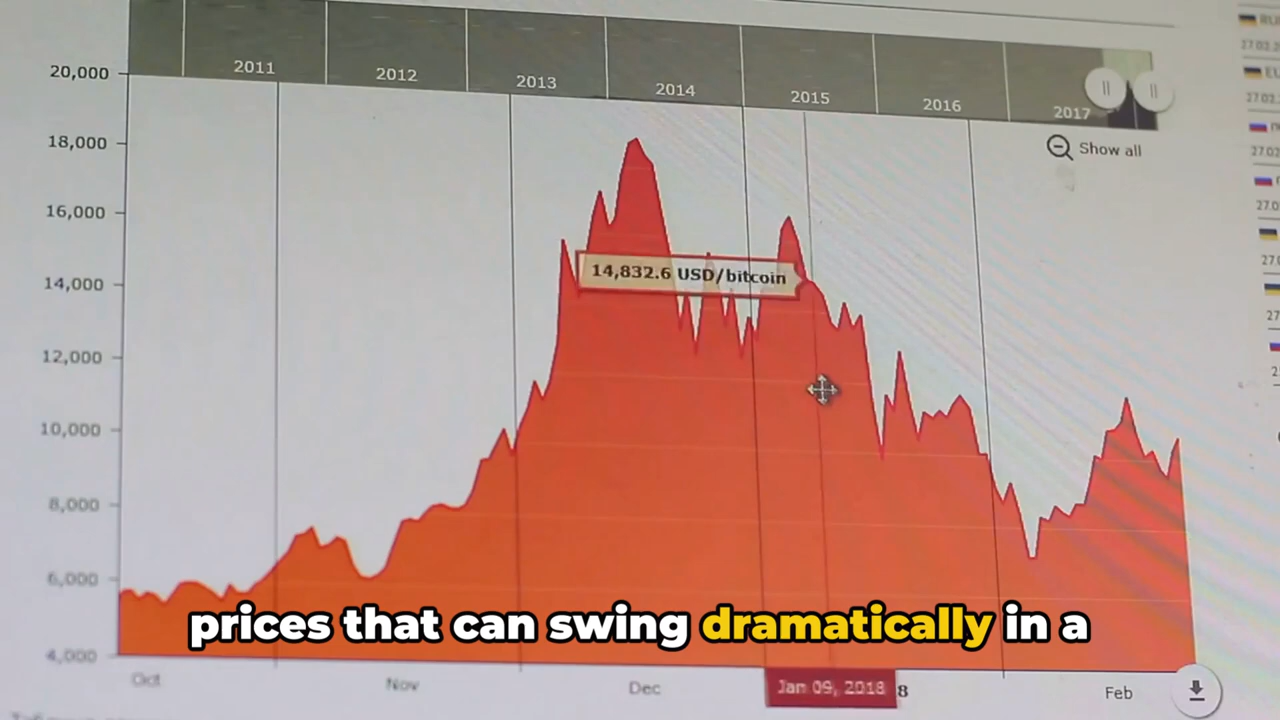 2011 2012 2013 2014 2015 2016 2017
Show all
20,000
18,000
16,000
14,000
12,000
10,000
8,000
6,000
4,000
14,832.6 USD/bitcoin
prices that can swing dramatically in a
Oct Nov Dec Jan 09, 2018 8 Feb